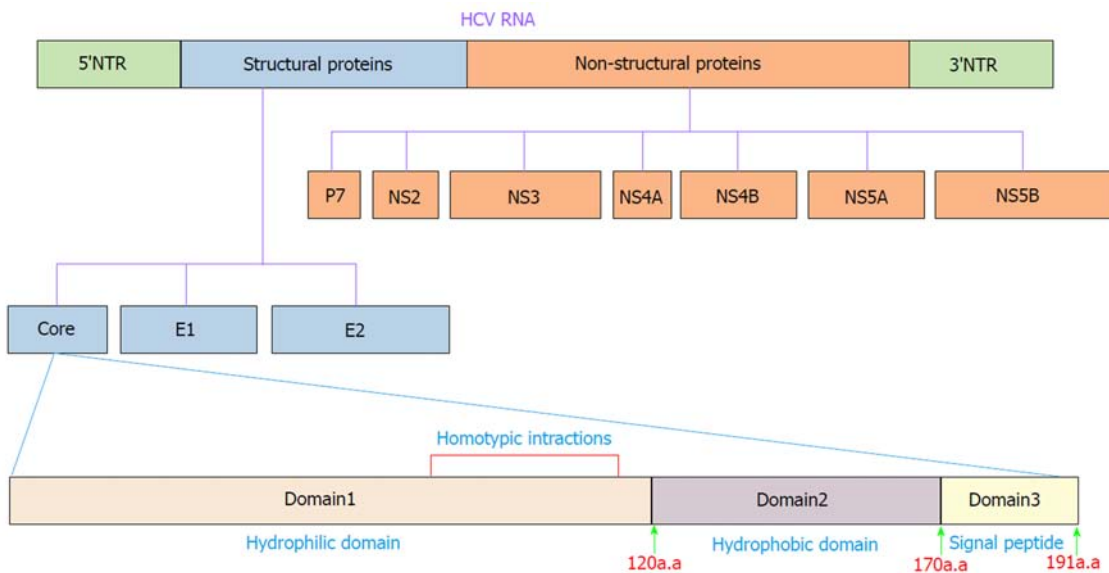 HCV RNA
5'NTR
Structural proteins
Non-structural proteins
3'NTR
P7
NS2
NS3
NS4A
NS4B
NS5A
NS5B
Core
E1
E2
Homotypic intractions
Domain1
Domain2
Domain3
Hydrophilic domain
120a.a
Hydrophobic domain
170a.a
Signal peptide
191a.a